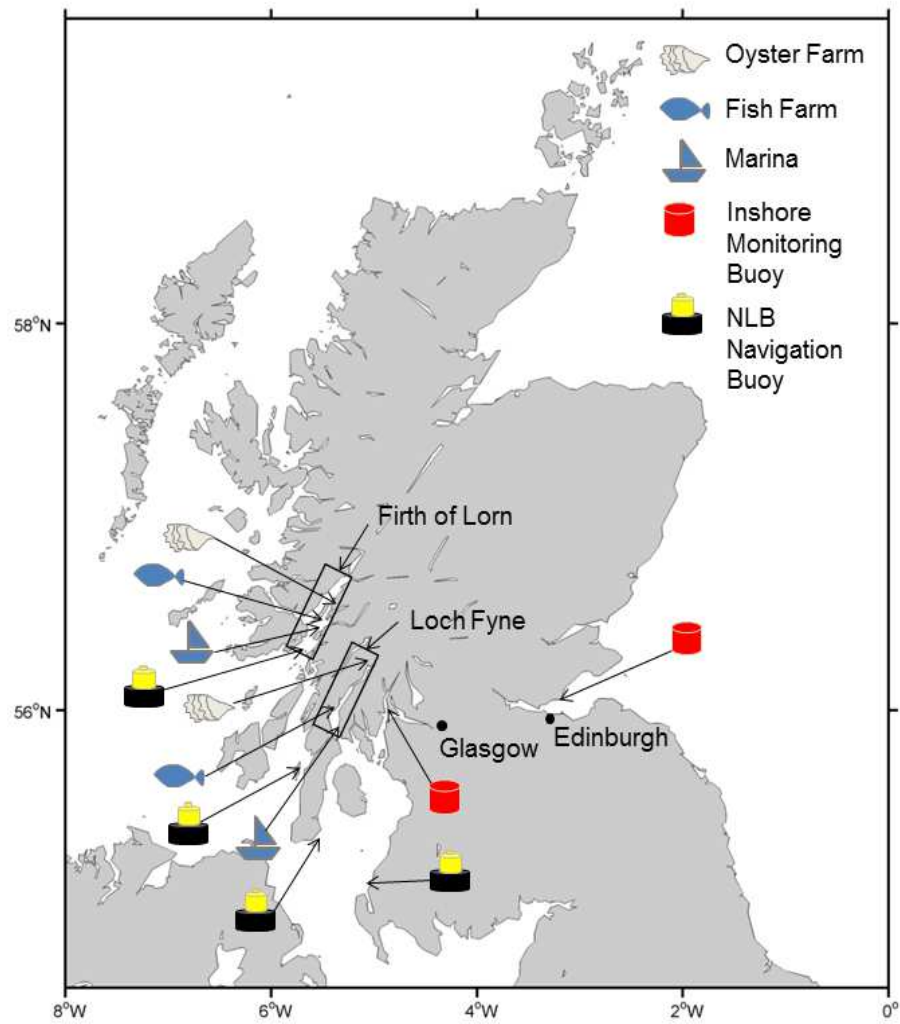 Oyster Farm
Fish Farm
Marina
Inshore
Monitoring
Buoy
NLB
Navigation
Buoy
58°N
Firth of Lorn
Loch Fyne
56°N
Glasgow
Edinburgh
8°W
6°W
4°W
2°W
0°